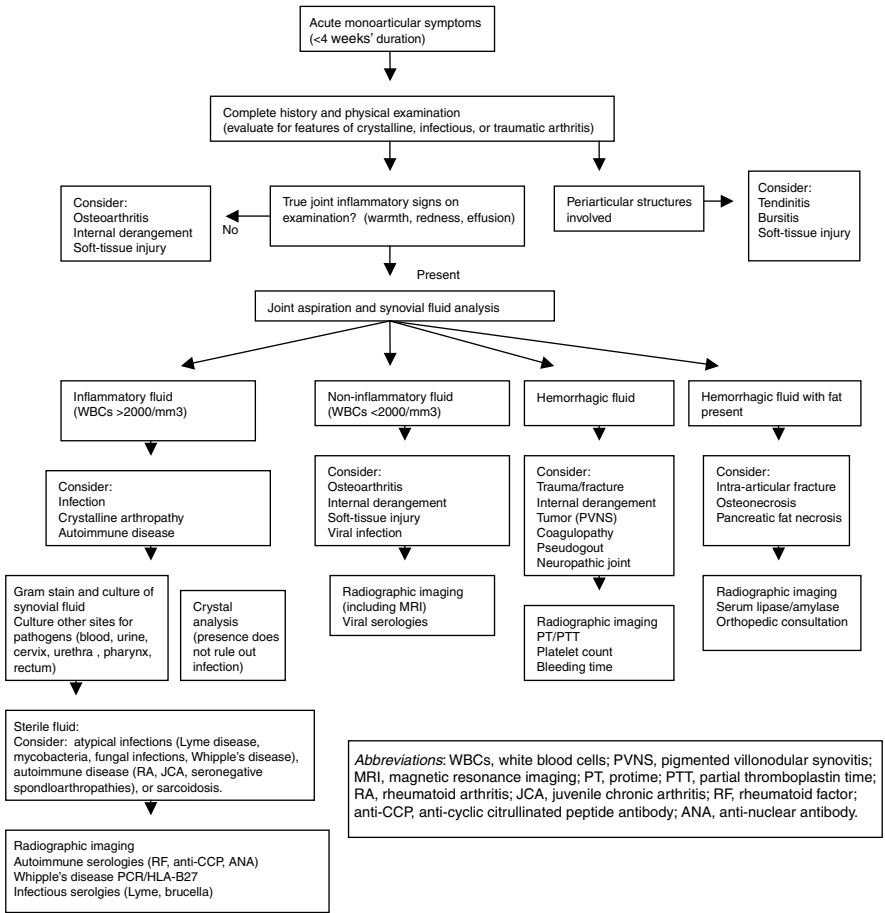 Acute monoarticular symptoms
(<4 weeks' duration)
Complete history and physical examination
(evaluate for features of crystalline, infectious, or traumatic arthritis)
Consider:
Osteoarthritis
Internal derangement
Soft-tissue injury
No
True joint inflammatory signs on
examination? (warmth, redness, effusion)
Periarticular structures
involved
Consider:
Tendinitis
Bursitis
Soft-tissue injury
Present
Joint aspiration and synovial fluid analysis
Inflammatory fluid
(WBCs >2000/mm3)
Non-inflammatory fluid
(WBCs <2000/mm3)
Hemorrhagic fluid
Hemorrhagic fluid with fat
present
Consider:
Infection
Crystalline arthropathy
Autoimmune disease
Consider:
Osteoarthritis
Internal derangement
Soft-tissue injury
Viral infection
Consider:
Trauma/fracture
Internal derangement
Tumor (PVNS)
Coagulopathy
Pseudogout
Neuropathic joint
Consider:
Intra-articular fracture
Osteonecrosis
Pancreatic fat necrosis
Gram stain and culture of
synovial fluid
Culture other sites for
pathogens (blood, urine,
cervix, urethra , pharynx,
rectum)
Crystal
analysis
(presence does
not rule out
infection)
Radiographic imaging
(including MRI)
Viral serologies
Radiographic imaging
PT/PTT
Platelet count
Bleeding time
Radiographic imaging
Serum lipase/amylase
Orthopedic consultation
Sterile fluid:
Consider: atypical infections (Lyme disease,
mycobacteria, fungal infections, Whipple's disease),
autoimmune disease (RA, JCA, seronegative
spondloarthropathies), or sarcoidosis.
Radiographic imaging
Autoimmune serologies (RF, anti-CCP, ANA)
Whipple's disease PCR/HLA-B27
Infectious serolgies (Lyme, brucella)
Abbreviations: WBCs, white blood cells; PVNS, pigmented villonodular synovitis;
MRI, magnetic resonance imaging; PT, protime; PTT, partial thromboplastin time;
RA, rheumatoid arthritis; JCA, juvenile chronic arthritis; RF, rheumatoid factor;
anti-CCP, anti-cyclic citrullinated peptide antibody; ANA, anti-nuclear antibody.